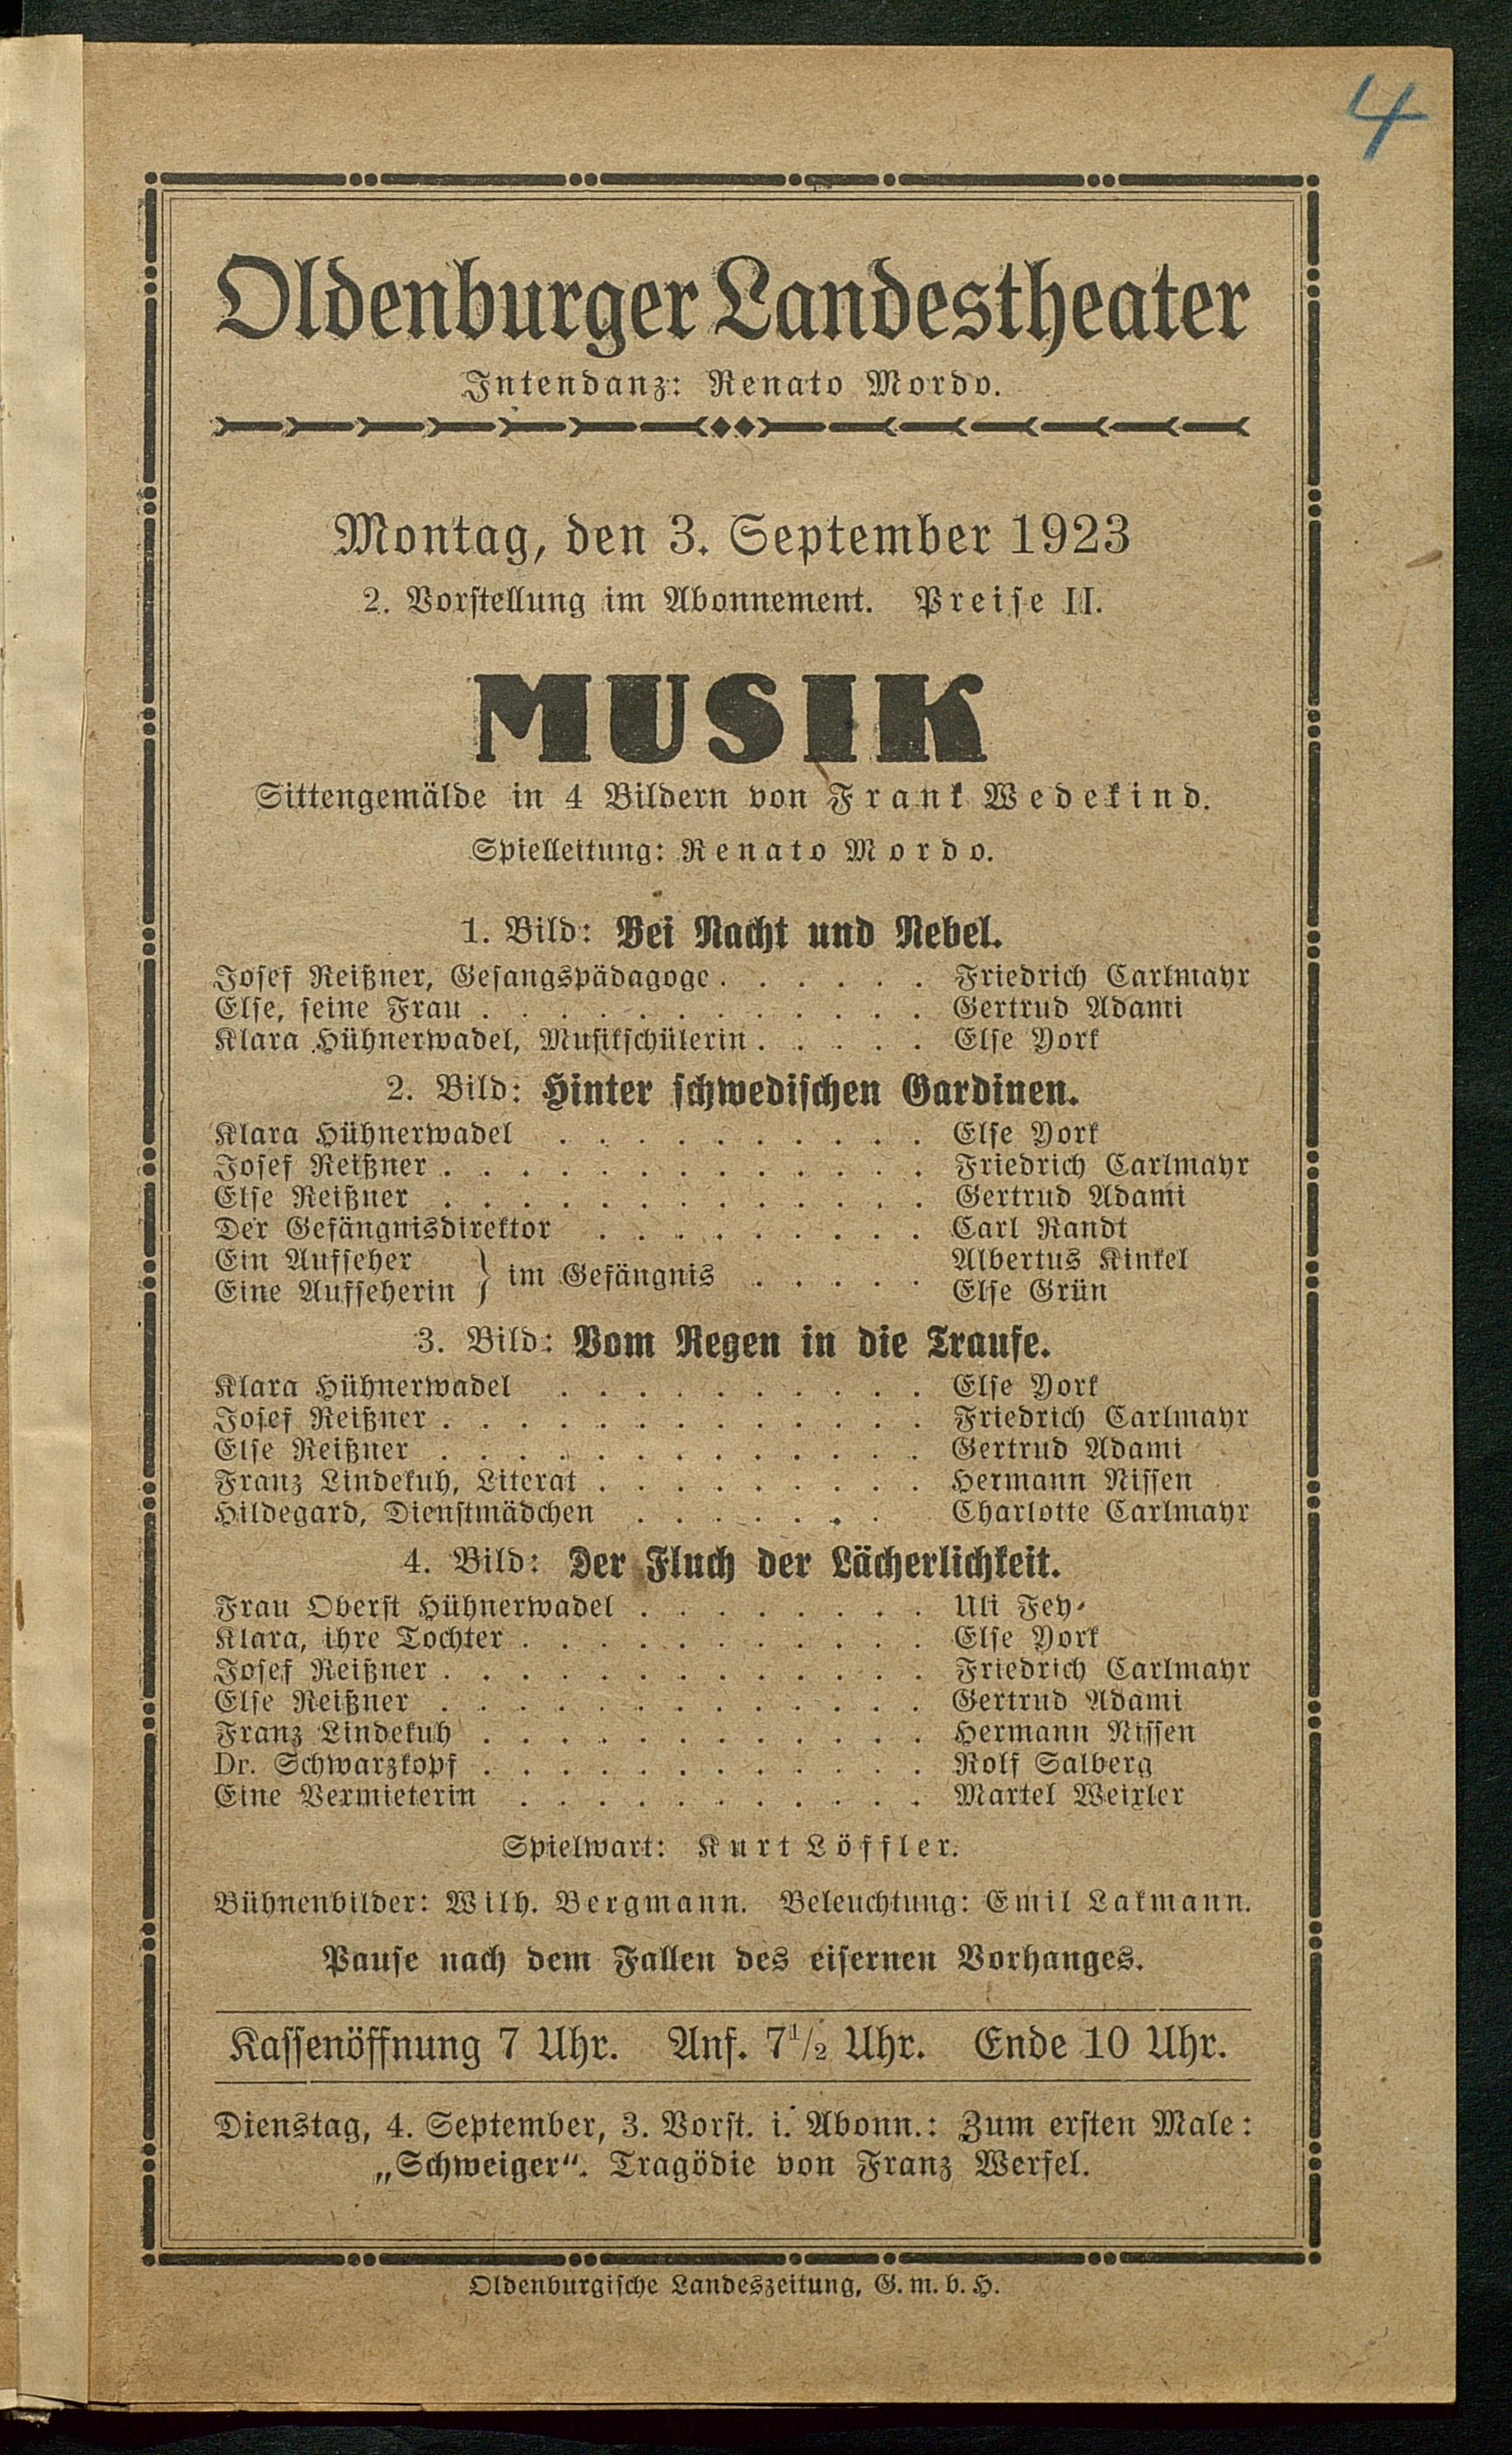 4
Oldenburger Landestheater
Intendanz: Renato Mordo.
Montag, den 3. September 1923
2. Vorstellung im Abonnement. Preise II.
MUSIK
Sittengemälde in 4 Bildern von Frank Wedekind.
Spielleitung: Renato Mordo.
1. Bild: Bei Nacht und Nebel.
Josef Reißner, Gesangspädagoge . . . . . . Friedrich Carlmayr
Else, seine Frau . . . . . . . . . . . . Gertrud Adami
Klara Hühnerwadel, Musikschülerin . . . . . Else York
2. Bild: Hinter schwedischen Gardinen.
Klara Hühnerwadel . . . . . . . . . . Else York
Josef Reißner . . . . . . . . . . . . . Friedrich Carlmayr
Else Reißner . . . . . . . . . . . . . Gertrud Adami
Der Gefängnisdirektor . . . . . . . . . Carl Randt
Ein Aufseher } im Gefängnis . . . . . Albertus Kinkel
Eine Aufseherin } Else Grün
3. Bild: Vom Regen in die Traufe.
Klara Hühnerwadel . . . . . . . . . . Else York
Josef Reißner . . . . . . . . . . . . . Friedrich Carlmayr
Else Reißner . . . . . . . . . . . . . Gertrud Adami
Franz Lindekuh, Literat . . . . . . . . . Hermann Nissen
Hildegard, Dienstmädchen . . . . . . . Charlotte Carlmayr
4. Bild: Der Fluch der Lächerlichkeit.
Frau Oberst Hühnerwadel . . . . . . . . Uli Fey
Klara, ihre Tochter . . . . . . . . . . . Else York
Josef Reißner . . . . . . . . . . . . . Friedrich Carlmayr
Else Reißner . . . . . . . . . . . . . Gertrud Adami
Franz Lindekuh . . . . . . . . . . . . Hermann Nissen
Dr. Schwarzkopf . . . . . . . . . . . . Rolf Salberg
Eine Vermieterin . . . . . . . . . . . Martel Weixler
Spielwart: Kurt Löffler.
Bühnenbilder: Wilh. Bergmann. Beleuchtung: Emil Lakmann.
Pause nach dem Fallen des eisernen Vorhanges.
Kassenöffnung 7 Uhr. Anf. 7 1/2 Uhr. Ende 10 Uhr.
Dienstag, 4. September, 3. Vorst. i. Abonn.: Zum ersten Male:
„Schweiger“. Tragödie von Franz Werfel.
Oldenburgische Landeszeitung, G. m. b. H.